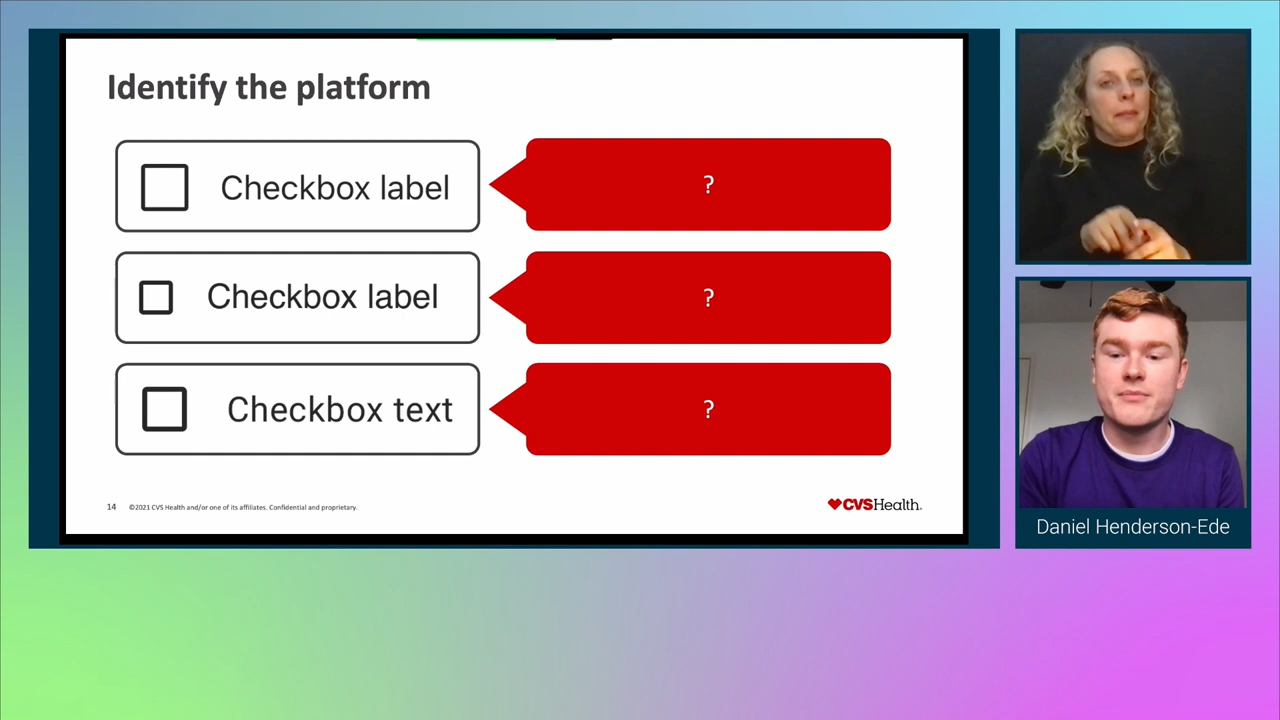 Identify the platform
Checkbox label
?
Checkbox label
?
Checkbox text
?
14 ©2021 CVS Health and/or one of its affiliates. Confidential and proprietary.
CVSHealth.
Daniel Henderson-Ede